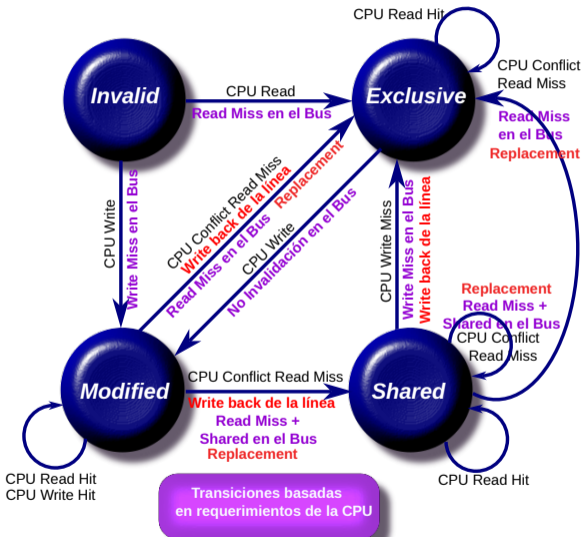 CPU Read Hit
Invalid
Exclusive
CPU Read
Read Miss en el Bus
CPU Conflict
Read Miss
Read Miss
en el Bus
Replacement
CPU Write
Write Miss en el Bus
CPU Conflict Read Miss
Write back de la línea
Replacement
Read Miss en el Bus
CPU Write
No Invalidación en el Bus
CPU Write Miss
Write Miss en el Bus
Write back de la línea
Replacement
Read Miss +
Shared en el Bus
CPU Conflict
Read Miss
Modified
Shared
CPU Conflict Read Miss
Write back de la línea
Read Miss +
Shared en el Bus
Replacement
CPU Read Hit
CPU Write Hit
CPU Read Hit
Transiciones basadas
en requerimientos de la CPU